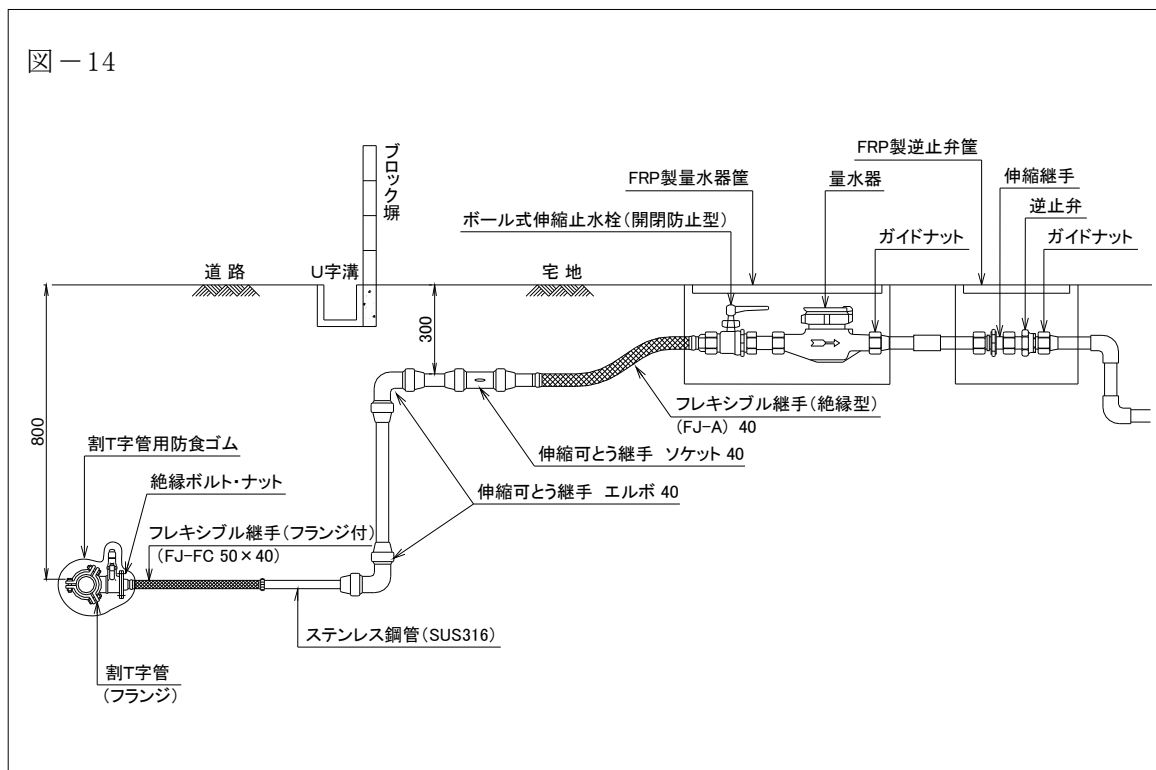 図－14
ブロック塀
FRP製逆止弁筐
FRP製量水器筐
量水器
伸縮継手
ボール式伸縮止水栓（開閉防止型）
逆止弁
ガイドナット
ガイドナット
道路
U字溝
宅地
300
800
フレキシブル継手（絶縁型）
(FJ-A) 40
割T字管用防食ゴム
伸縮可とう継手 ソケット 40
絶縁ボルト・ナット
伸縮可とう継手 エルボ 40
フレキシブル継手（フランジ付）
(FJ-FC 50×40)
ステンレス鋼管(SUS316)
割T字管
(フランジ)